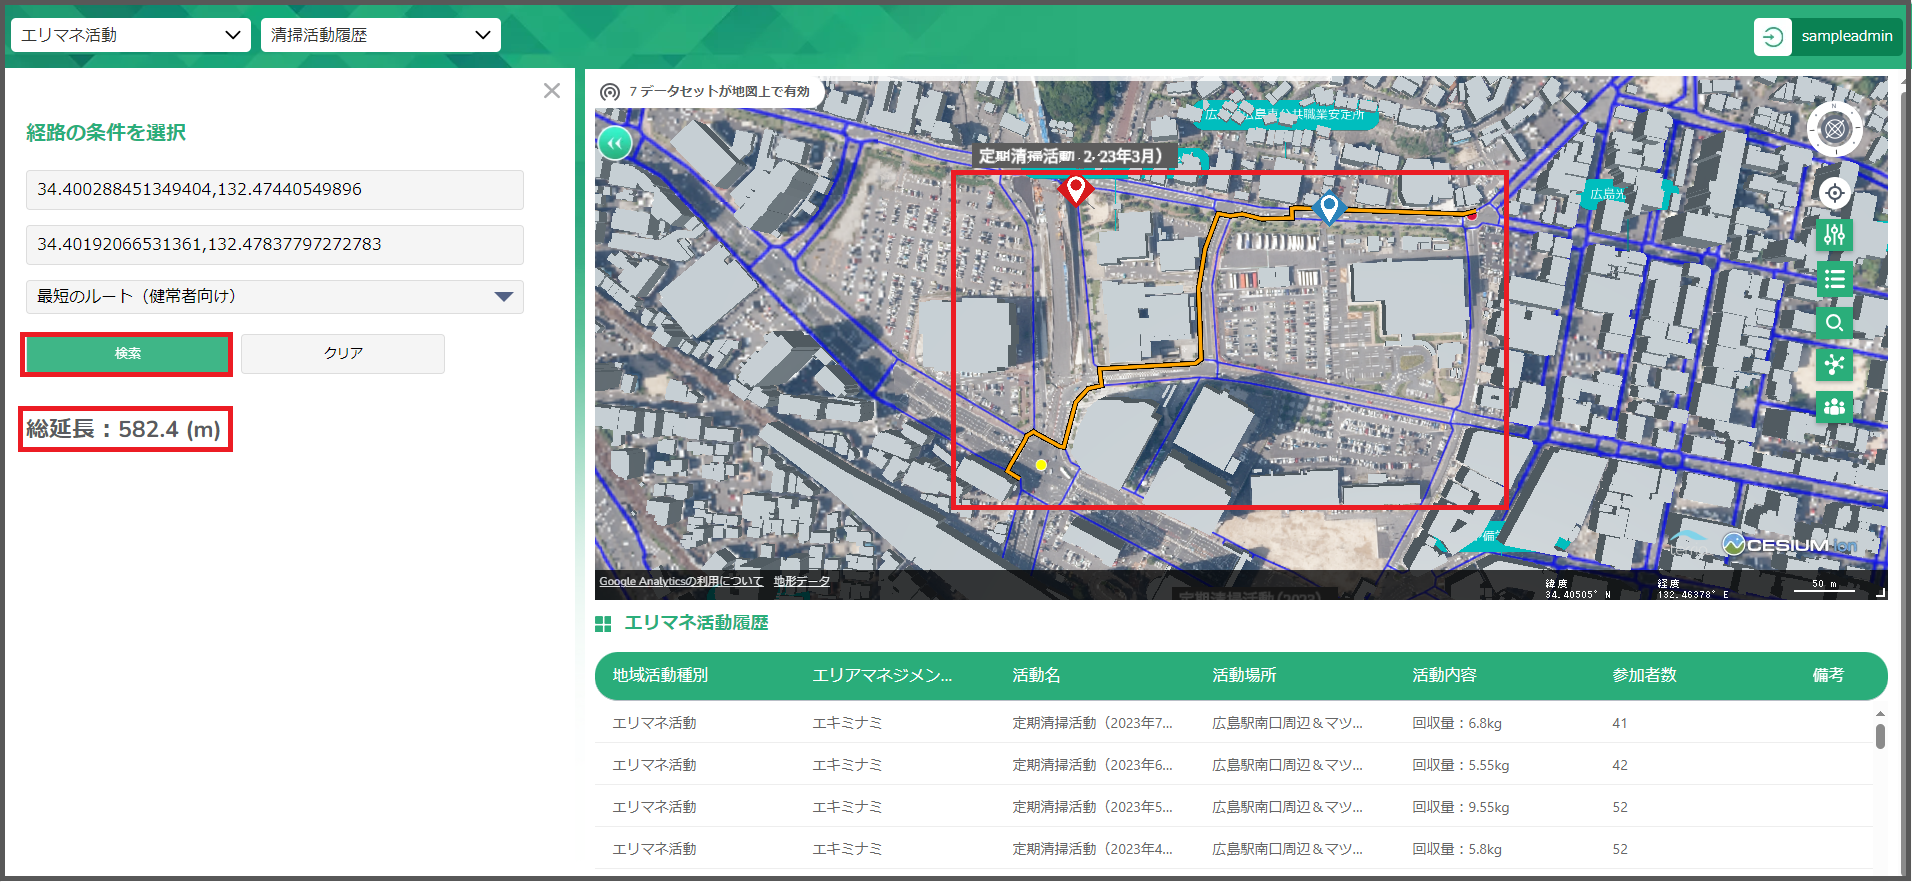 エリマネ活動
清掃活動履歴
sampleadmin
経路の条件を選択
34.400288451349404,132.47440549896
34.40192066531361,132.47837797272783
最短のルート（健常者向け）
検索
クリア
総延長：582.4 (m)
7 データセットが地図上で有効
公共職業安定所
定期清掃活動
23年3月）
広島
N
CESIUM ion
Google Analyticsの利用について 地形データ
定期清掃活動(2023)
緯度 経度 50 m
34.40505° N 132.46378° E
エリマネ活動履歴
地域活動種別 エリアマネジメン... 活動名 活動場所 活動内容 参加者数 備考
エリマネ活動 エキミナミ 定期清掃活動（2023年7... 広島駅南口周辺＆マツ... 回収量：6.8kg 41
エリマネ活動 エキミナミ 定期清掃活動（2023年6... 広島駅南口周辺＆マツ... 回収量：5.55kg 42
エリマネ活動 エキミナミ 定期清掃活動（2023年5... 広島駅南口周辺＆マツ... 回収量：9.55kg 52
エリマネ活動 エキミナミ 定期清掃活動（2023年4... 広島駅南口周辺＆マツ... 回収量：5.8kg 52